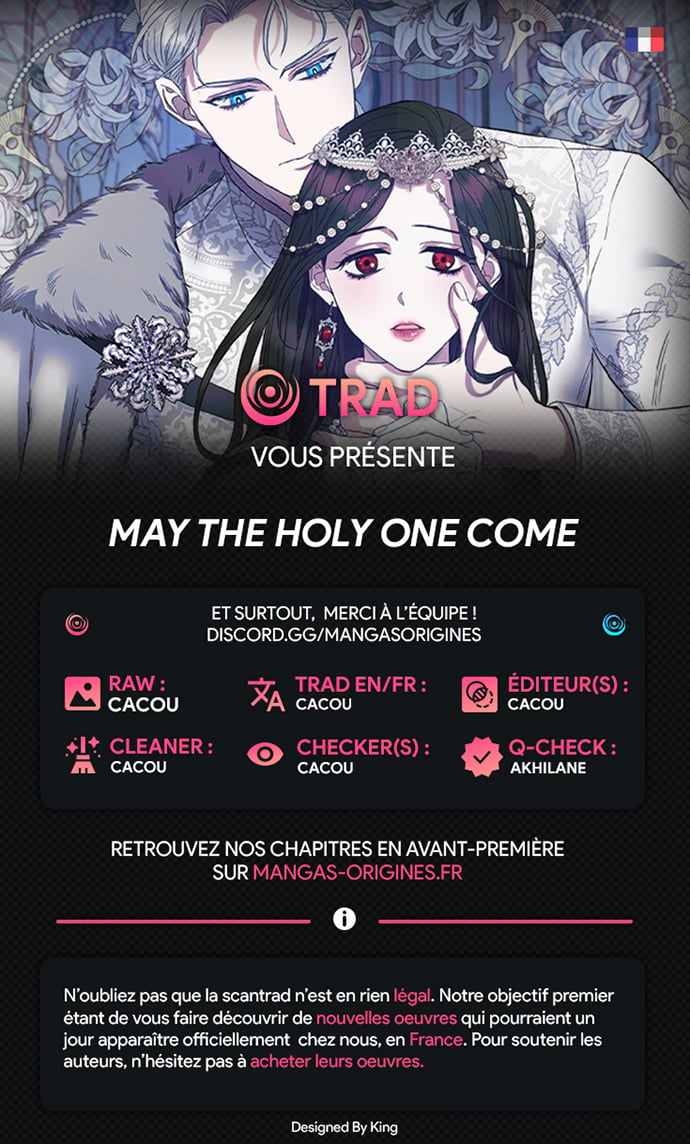 TRAD
VOUS PRÉSENTE
MAY THE HOLY ONE COME
ET SURTOUT, MERCI À L'ÉQUIPE !
DISCORD.GG/MANGASORIGINES
RAW :
CACOU
TRAD EN/FR :
CACOU
ÉDITEUR(S) :
CACOU
CLEANER :
CACOU
CHECKER(S) :
CACOU
Q-CHECK :
AKHILANE
RETROUVEZ NOS CHAPITRES EN AVANT-PREMIÈRE
SUR MANGAS-ORIGINES.FR
N'oubliez pas que la scantrad n'est en rien légal. Notre objectif premier
étant de vous faire découvrir de nouvelles oeuvres qui pourraient un
jour apparaître officiellement chez nous, en France. Pour soutenir les
auteurs, n'hésitez pas à acheter leurs oeuvres.
Designed By King